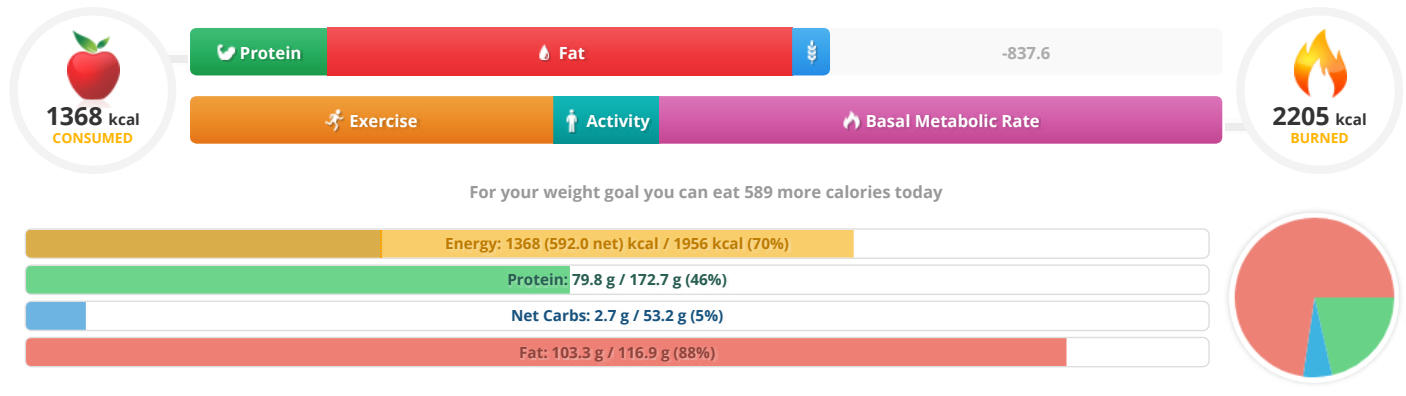 Protein
Fat
-837.6
1368 kcal
CONSUMED
Exercise
Activity
Basal Metabolic Rate
2205 kcal
BURNED
For your weight goal you can eat 589 more calories today
Energy: 1368 (592.0 net) kcal / 1956 kcal (70%)
Protein: 79.8 g / 172.7 g (46%)
Net Carbs: 2.7 g / 53.2 g (5%)
Fat: 103.3 g / 116.9 g (88%)